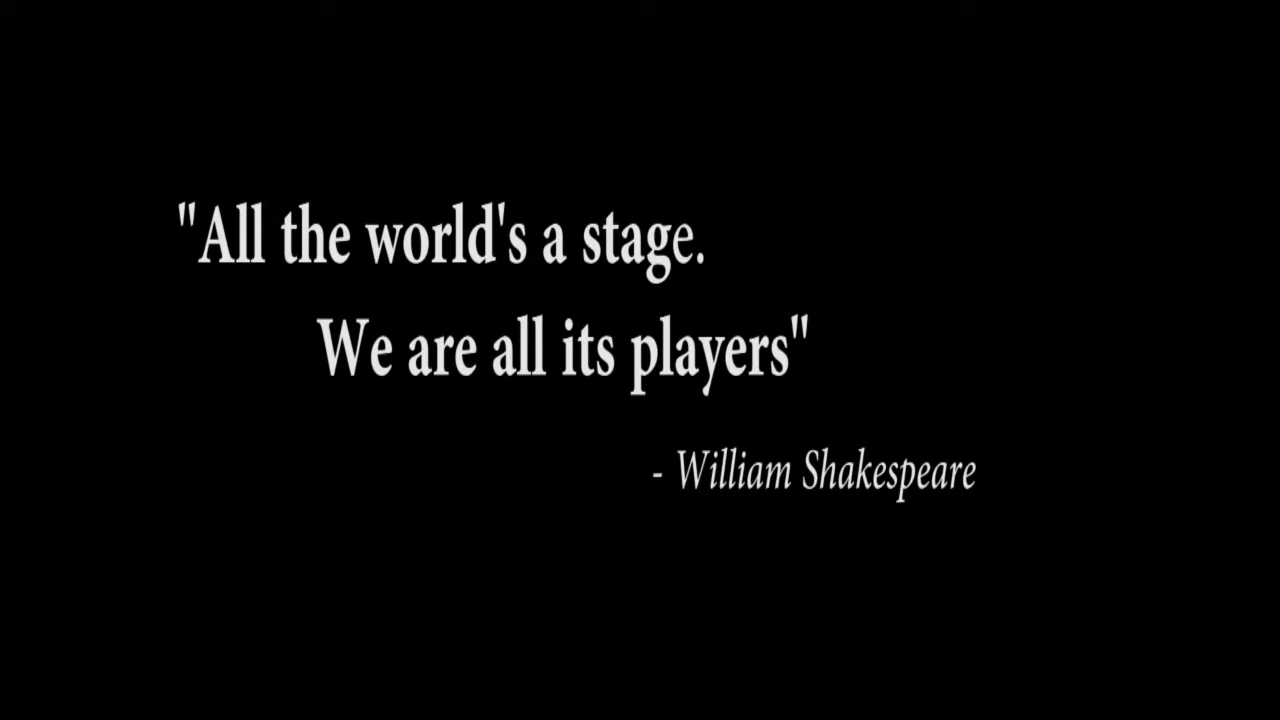 "All the world's a stage.
We are all its players"
- William Shakespeare